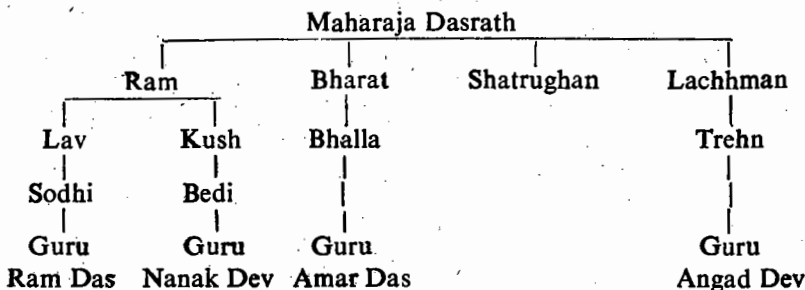 Maharaja Dasrath
Ram Bharat Shatrughan Lachhman
Lav Kush Bhalla Trehn
Sodhi Bedi
Guru Guru Guru Guru
Ram Das Nanak Dev Amar Das Angad Dev